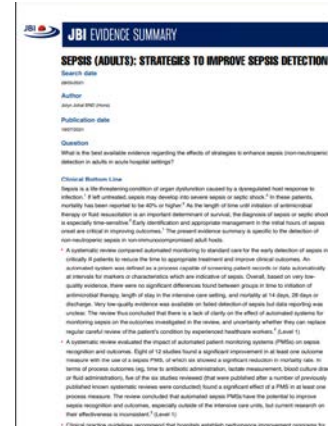 JBI
JBI EVIDENCE SUMMARY
SEPSIS (ADULTS): STRATEGIES TO IMPROVE SEPSIS DETECTION
Search date
Author
Publication date
Question
What is the best available evidence regarding the effects of strategies to enhance sepsis (non-neutropenic)
detection in adults in acute hospital settings?
Clinical Bottom Line
Sepsis is a life-threatening condition of organ dysfunction caused by a dysregulated host response to
infection. If left untreated, sepsis may develop into severe sepsis or septic shock. In these patients,
mortality has been reported to be 40% or higher. As the length of time until initiation of antimicrobial
therapy or fluid resuscitation is an important determinant of survival, the diagnosis of sepsis or septic shock
is especially time-sensitive. Early identification and appropriate management in the initial hours of sepsis
onset are critical in improving outcomes. The present evidence summary is specific to the detection of
non-neutropenic sepsis in non-immunocompromised adult hosts.
• A systematic review compared automated monitoring to standard care for the early detection of sepsis in
critically ill patients to reduce the time to appropriate treatment and improve clinical outcomes. An
automated system was defined as a process capable of screening patient records or data automatically
at intervals for markers or characteristics which are indicative of sepsis. Overall, based on very low-
quality evidence, there were no significant differences found between groups in time to initiation of
antimicrobial therapy, length of stay in the intensive care setting, and mortality at 14 days, 28 days or
discharge. Very low-quality evidence was available on failed detection of sepsis but data reporting was
unclear. The review concluded that there is a lack of clarity on the effect of automated systems for
monitoring sepsis on the outcomes investigated in the review, and uncertainty whether they can replace
regular careful review of the patient's condition by experienced healthcare workers. (Level 1)
• A systematic review evaluated the impact of automated patient monitoring systems (PMSs) on sepsis
recognition and outcomes. Eight of 12 studies found a significant improvement in at least one outcome
measure with the use of a sepsis PMS, of which six showed a significant reduction in mortality rate. In
terms of process outcomes (eg, time to antibiotic administration, lactate measurement, blood culture draw
or fluid administration), five of the six studies reviewed (that were published after a number of previously
published known systematic reviews were conducted) found a significant effect of a PMS in at least one
process measure. The review concluded that automated sepsis PMSs have the potential to improve
sepsis recognition and outcomes, especially outside of the intensive care units, but current research on
their effectiveness is inconsistent. (Level 1)
• Clinical practice guidelines recommend that hospitals establish performance improvement programs for